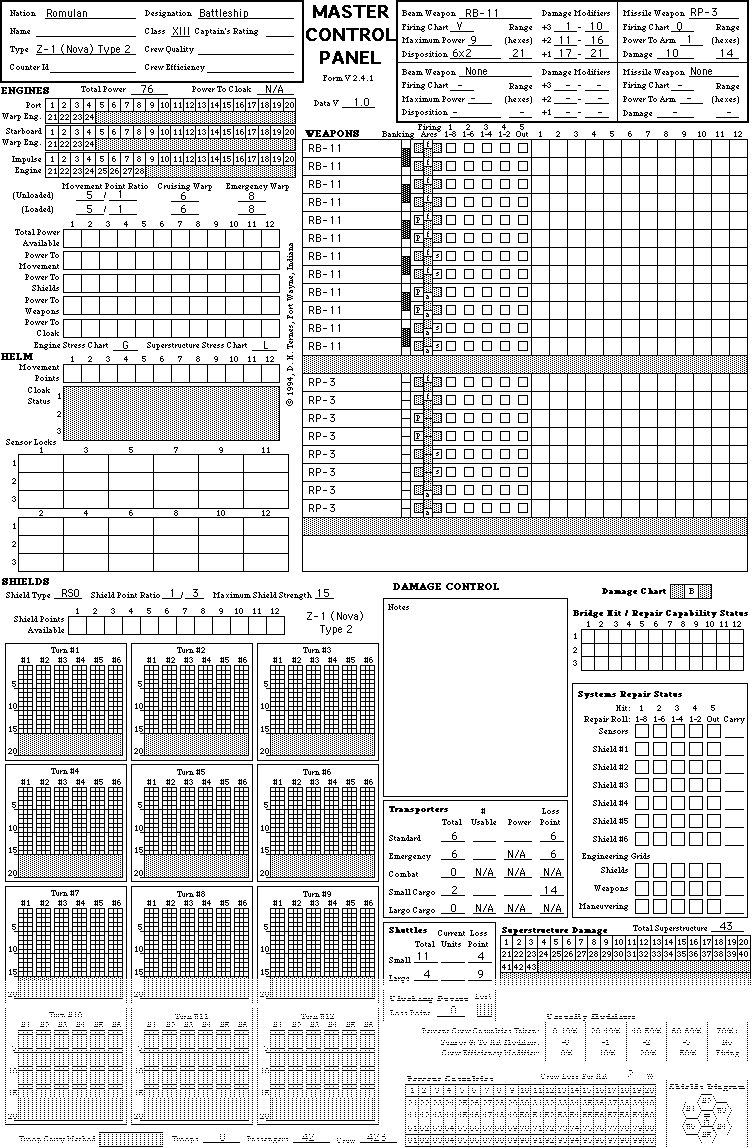 Nation Romulan Designation Battleship
Name Class XIII Captain's Rating
Type Z-1 (Nova) Type 2 Crew Quality
Counter Id Crew Efficiency
MASTER
CONTROL
PANEL
Form V 2.4.1
Data V 1.0
Beam Weapon RB-11 Damage Modifiers
Firing Chart V Range +3 1 - 10
Maximum Power 9 (hexes) +2 11 - 16
Disposition 6x2 21 +1 17 - 21
Missile Weapon RP-3
Firing Chart O Range
Power To Arm 1 (hexes)
Damage 10 14
Beam Weapon None Damage Modifiers
Firing Chart - Range +3 - - -
Maximum Power - (hexes) +2 - - -
Disposition - - +1 - - -
Missile Weapon None
Firing Chart - Range
Power To Arm - (hexes)
Damage - -
ENGINES Total Power 76 Power To Cloak N/A
Port Warp Eng.
1 2 3 4 5 6 7 8 9 10 11 12 13 14 15 16 17 18 19 20
21 22 23 24
Starboard Warp Eng.
1 2 3 4 5 6 7 8 9 10 11 12 13 14 15 16 17 18 19 20
21 22 23 24
Impulse Engine
1 2 3 4 5 6 7 8 9 10 11 12 13 14 15 16 17 18 19 20
21 22 23 24 25 26 27 28
Movement Point Ratio Cruising Warp Emergency Warp
(Unloaded) 5 / 1 6 8
(Loaded) 5 / 1 6 8
1 2 3 4 5 6 7 8 9 10 11 12
Total Power Available
Power To Movement
Power To Shields
Power To Weapons
Power To Cloak
Engine Stress Chart G Superstructure Stress Chart L
© 1994, D. H. Ternes, Fort Wayne, Indiana
HELM
1 2 3 4 5 6 7 8 9 10 11 12
Movement Points
Cloak Status
1
2
3
Sensor Locks
1 3 5 7 9 11
1
2
3
2 4 6 8 10 12
1
2
3
WEAPONS Banking Firing Arcs 1 1-8 2 1-6 3 1-4 4 1-2 5 Out 1 2 3 4 5 6 7 8 9 10 11 12
RB-11
RB-11
RB-11
RB-11
RB-11
RB-11
RB-11
RB-11
RB-11
RB-11
RB-11
RB-11
RP-3
RP-3
RP-3
RP-3
RP-3
RP-3
RP-3
RP-3
SHIELDS
Shield Type RSO Shield Point Ratio 1 / 3 Maximum Shield Strength 15
1 2 3 4 5 6 7 8 9 10 11 12
Shield Points Available
Z-1 (Nova)
Type 2
Turn #1 Turn #2 Turn #3
#1 #2 #3 #4 #5 #6 #1 #2 #3 #4 #5 #6 #1 #2 #3 #4 #5 #6
5
10
15
20
Turn #4 Turn #5 Turn #6
#1 #2 #3 #4 #5 #6 #1 #2 #3 #4 #5 #6 #1 #2 #3 #4 #5 #6
5
10
15
20
Turn #7 Turn #8 Turn #9
#1 #2 #3 #4 #5 #6 #1 #2 #3 #4 #5 #6 #1 #2 #3 #4 #5 #6
5
10
15
DAMAGE CONTROL
Notes
Damage Chart B
Bridge Hit / Repair Capability Status
1 2 3 4 5 6 7 8 9 10 11 12
1
2
3
Systems Repair Status
Hit: 1 2 3 4 5
Repair Roll: 1-8 1-6 1-4 1-2 Out Carry
Sensors
Shield #1
Shield #2
Shield #3
Shield #4
Shield #5
Shield #6
Engineering Grids
Shields
Weapons
Maneuvering
Transporters Total # Usable Power Loss Point
Standard 6 6
Emergency 6 N/A 6
Combat 0 N/A N/A N/A
Small Cargo 2 14
Large Cargo 0 N/A N/A N/A
Shuttles Total Current Units Loss Point
Small 11 4
Large 4 9
Superstructure Damage Total Superstructure 43
1 2 3 4 5 6 7 8 9 10 11 12 13 14 15 16 17 18 19 20
21 22 23 24 25 26 27 28 29 30 31 32 33 34 35 36 37 38 39 40
41 42 43